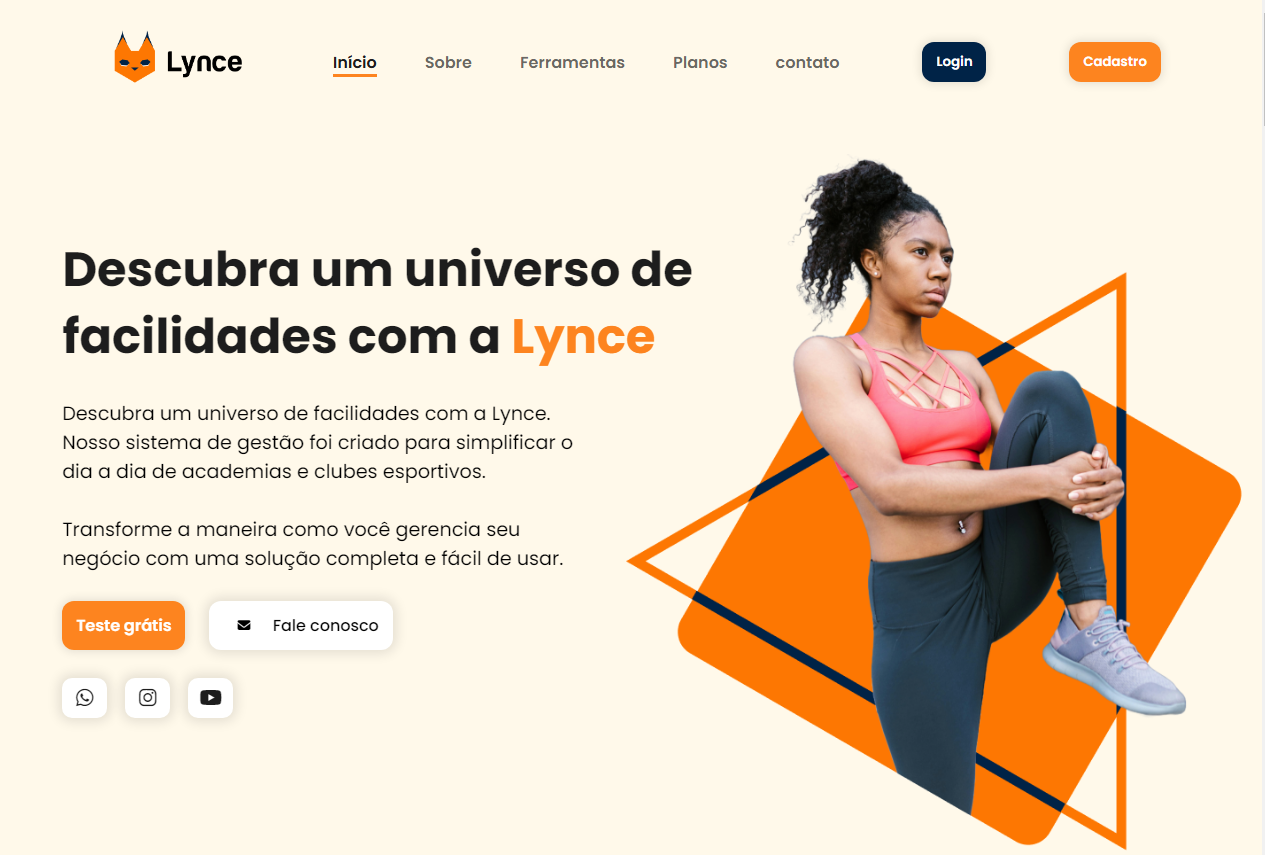 Lynce
Início
Sobre
Ferramentas
Planos
contato
Login
Cadastro
Descubra um universo de
facilidades com a Lynce
Descubra um universo de facilidades com a Lynce.
Nosso sistema de gestão foi criado para simplificar o
dia a dia de academias e clubes esportivos.
Transforme a maneira como você gerencia seu
negócio com uma solução completa e fácil de usar.
Teste grátis
Fale conosco